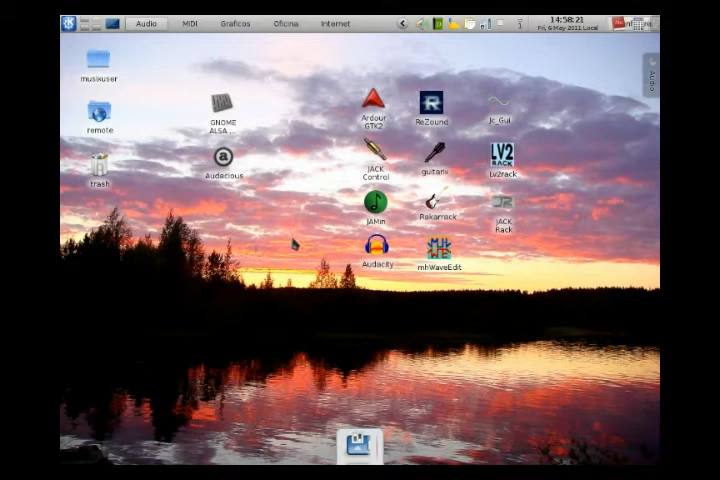 Audio MIDI Graficos Oficina Internet
14:58:21
Fri, 6 May 2011 Local
Audio
musixuser
remote
trash
GNOME
ALSA ...
Audacious
Ardour
GTK2
ReZound
Jc_Gui
JACK
Control
guitarix
LV2
RACK
Lv2rack
JAMin
Rakarrack
JACK
Rack
Audacity
mhWaveEdit